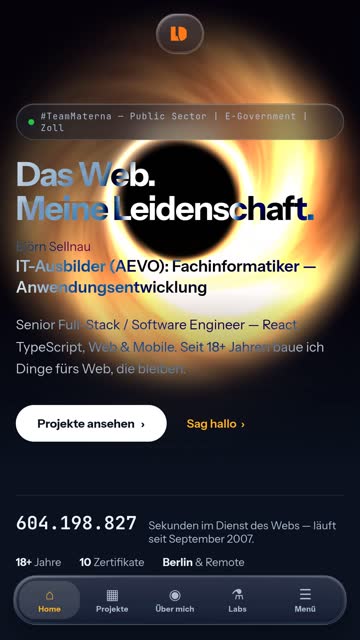 #TeamMaterna — Public Sector | E-Government |
Zoll
Das Web.
Meine Leidenschaft.
Björn Sellnau
IT-Ausbilder (AEVO): Fachinformatiker —
Anwendungsentwicklung
Senior Full-Stack / Software Engineer — React,
TypeScript, Web & Mobile. Seit 18+ Jahren baue ich
Dinge fürs Web, die bleiben.
Projekte ansehen ›
Sag hallo ›
604.198.827 Sekunden im Dienst des Webs — läuft
seit September 2007.
18+ Jahre 10 Zertifikate Berlin & Remote
Home Projekte Über mich Labs Menü